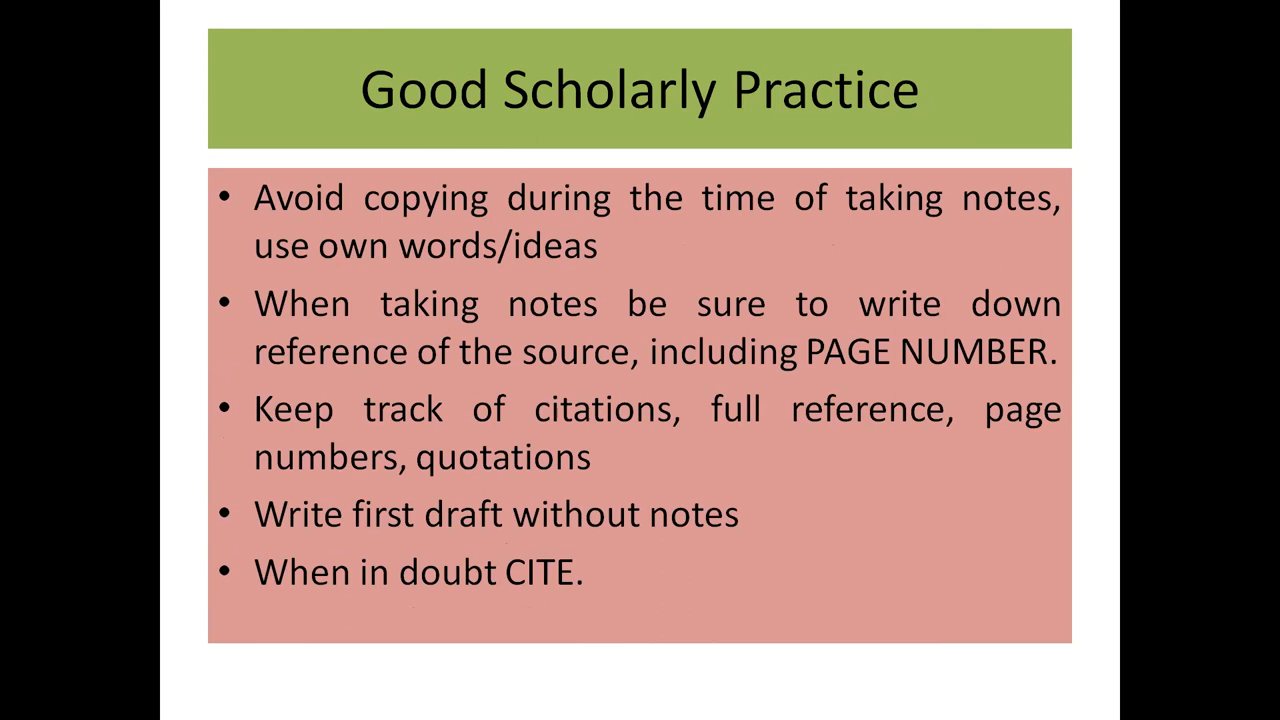 Good Scholarly Practice
• Avoid copying during the time of taking notes,
use own words/ideas
• When taking notes be sure to write down
reference of the source, including PAGE NUMBER.
• Keep track of citations, full reference, page
numbers, quotations
• Write first draft without notes
• When in doubt CITE.